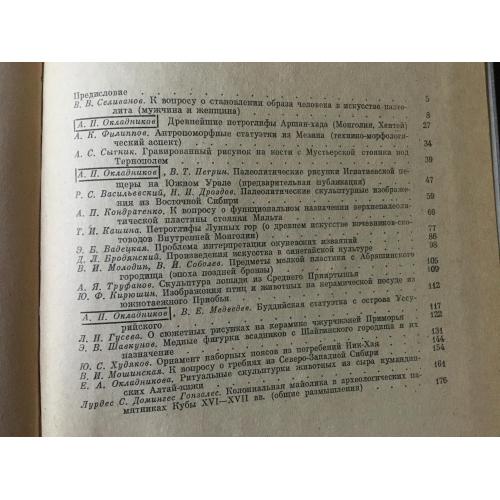 Предисловие . . . . . . . . 5
В. В. Селиванов. К вопросу о становлении образа человека в искусстве палео-
лита (мужчина и женщина) . . . . . . . . 8
А. П. Окладников Древнейшие петроглифы Аршан-хада (Монголия, Хэнтей) 27
А. К. Филиппов. Антропоморфные статуэтки из Мезина (технико-морфологи-
ческий аспект) . . . . . . . . 34
А. С. Сытник. Гравированный рисунок на кости с Мустьерской стоянки под
Тернополем . . . . . . . . 39
А. П. Окладников, В. Т. Петрин. Палеолитические рисунки Игнатиевской пе-
щеры на Южном Урале (предварительная публикация) . . . 47
Р. С. Васильевский, Н. И. Дроздов. Палеолитические скульптурные изображе-
ния из Восточной Сибири . . . . . . . . 59
А. П. Кондратенко. К вопросу о функциональном назначении верхнепалеоли-
тической пластины стоянки Мальта . . . . . . . . 69
Т. И. Кашина. Петроглифы Лунных гор (о древнем искусстве кочевников-ско-
товодов Внутренней Монголии) . . . . . . . . 77
Э. Б. Вадецкая. Проблема интерпретации окуневских изваяний . . 86
Д. Л. Бродянский. Произведения искусства в синегайской культуре . . 98
В. И. Молодин, В. И. Соболев. Предметы мелкой пластики с Абрашинского
городища (эпоха поздней бронзы) . . . . . . . . 105
А. Я. Труфанов. Скульптура лошади из Среднего Прииртышья . . 109
Ю. Ф. Кирюшин. Изображения птиц и животных на керамической посуде из
южнотаежного Приобья . . . . . . . . 112
А. П. Окладников, В. Е. Медведев. Буддийская статуэтка с острова Уссу-
рийского . . . . . . . . 117
Л. Н. Гусева. О сюжетных рисунках на керамике чжурчжэней Приморья 122
Э. В. Шавкунов. Медные фигурки всадников с Шайгинского городища и их
назначение . . . . . . . . 131
Ю. С. Худяков. Орнамент наборных поясов из погребений Ник-Хая . . 144
В. И. Мошинская. К вопросу о гребнях из Северо-Западной Сибири . . 154
Е. А. Окладникова. Ритуальные скульптурки животных из сыра кумандин-
ских Алтай-кижи . . . . . . . . 161
Лурдес С. Домингес Гонзалес. Колониальная майолика в археологических па-
мятниках Кубы XVI—XVII вв. (общие размышления) . . . 176